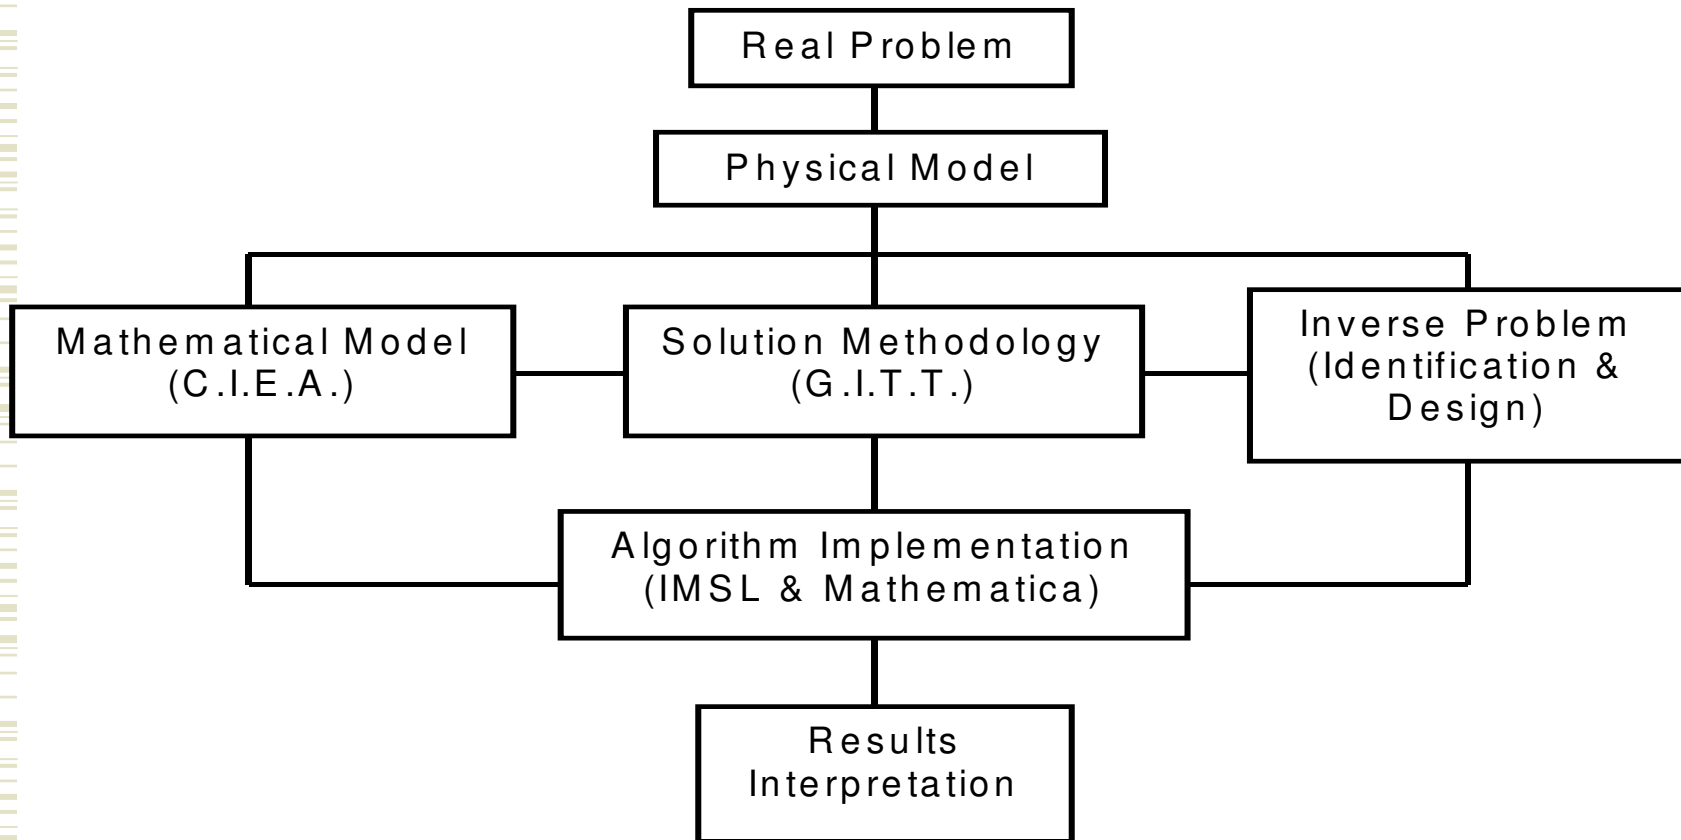 Real Problem
Physical Model
Mathematical Model
(C.I.E.A.)
Solution Methodology
(G.I.T.T.)
Inverse Problem
(Identification &
Design)
Algorithm Implementation
(IMSL & Mathematica)
Results
Interpretation